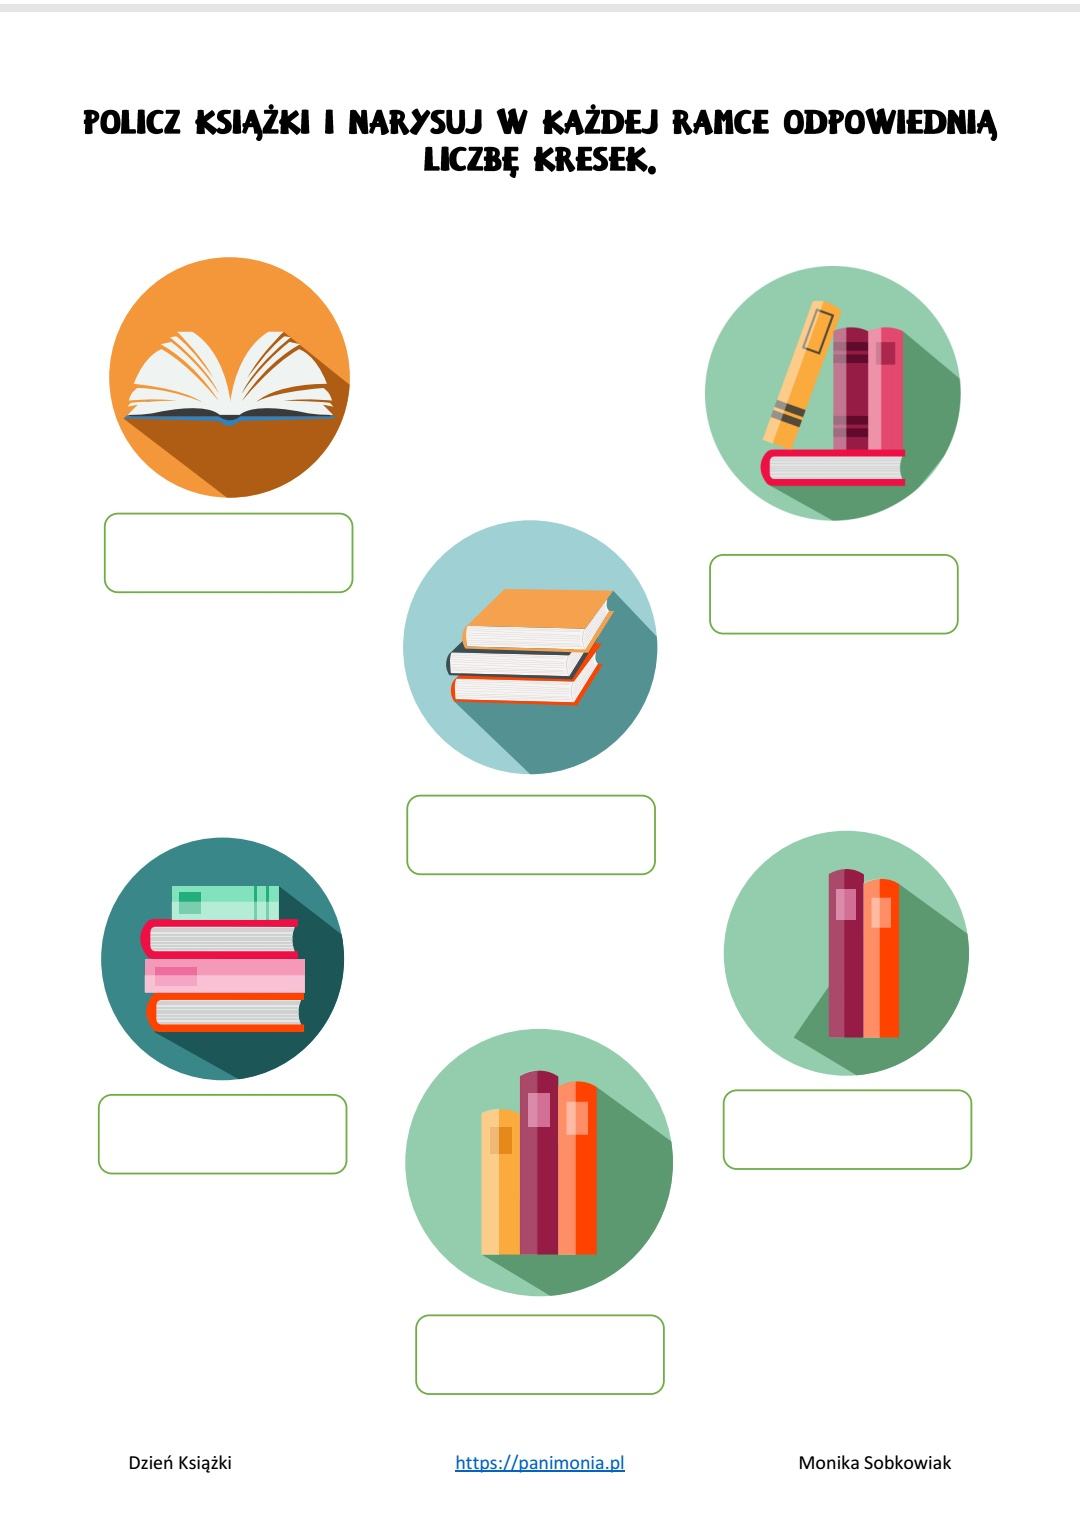 POLICZ KSIĄŻKI I NARYSUJ W KAŻDEJ RAMCE ODPOWIEDNIĄ
LICZBĘ KRESEK.
Dzień Książki https://panimonia.pl Monika Sobkowiak